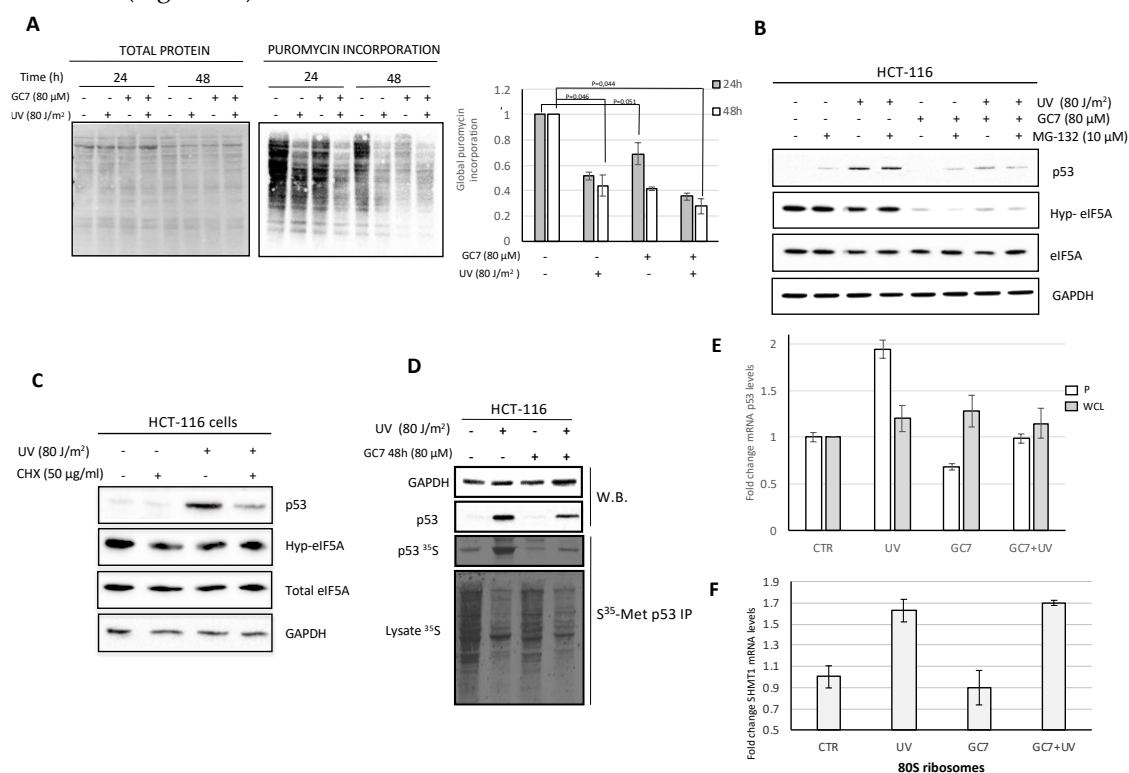 A
TOTAL PROTEIN
PUROMYCIN INCORPORATION
Time (h) 24 48 24 48
GC7 (80 µM) - - + + - - + + - - + + - - + +
UV (80 J/m²) - + - + - + - + - + - + - + - +
Global puromycin
incorporation
1.2
1
0.8
0.6
0.4
0.2
0
P=0,044
P=0,046
P=0,051
24h
48h
GC7 (80 µM) - - + +
UV (80 J/m²) - + - +
B
HCT-116
- - + + - - + + UV (80 J/m²)
- - - - + + + + GC7 (80 µM)
- + - + - + - + MG-132 (10 µM)
p53
Hyp- eIF5A
eIF5A
GAPDH
C
HCT-116 cells
UV (80 J/m²) - - + +
CHX (50 µg/ml) - + - +
p53
Hyp-eIF5A
Total eIF5A
GAPDH
D
HCT-116
UV (80 J/m²) - + - +
GC7 48h (80 µM) - - + +
GAPDH
p53
W.B.
p53 ³⁵S
Lysate ³⁵S
S³⁵-Met p53 IP
E
Fold change mRNA p53 levels
2
1.5
1
0.5
0
P
WCL
CTR UV GC7 GC7+UV
F
Fold change SHMT1 mRNA levels
1.9
1.7
1.5
1.3
1.1
0.9
0.7
0.5
CTR UV GC7 GC7+UV
80S ribosomes